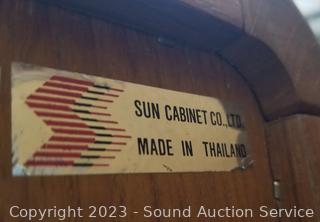 SUN CABINET CO., LTD.
MADE IN THAILAND
Copyright 2023 - Sound Auction Service